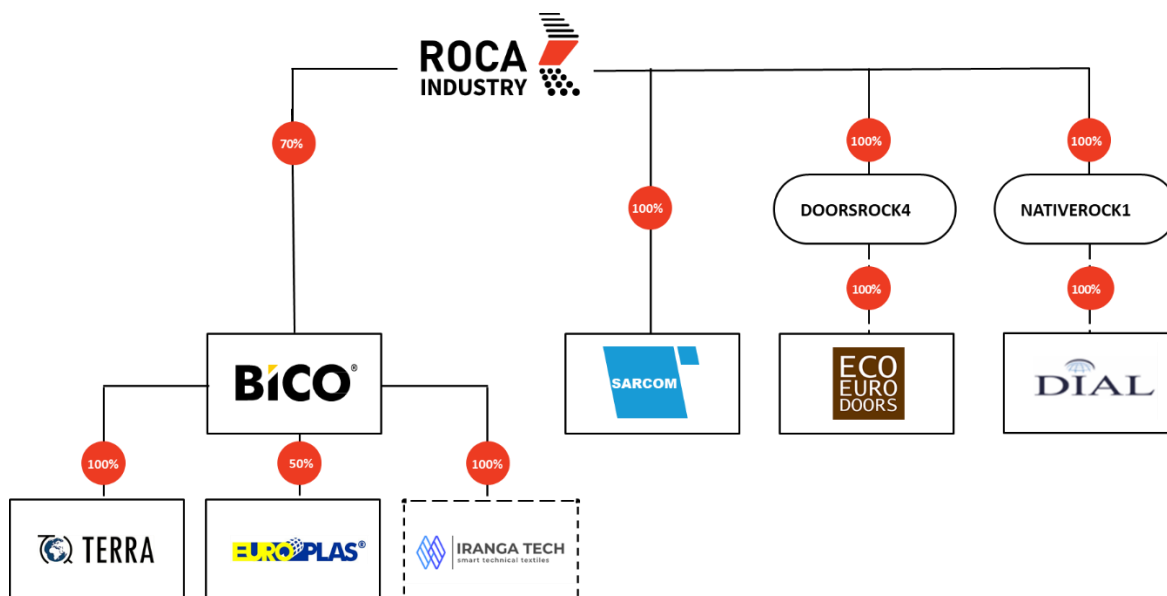 ROCA
INDUSTRY
70%
100%
100%
100%
DOORSROCK4
NATIVEROCK1
100%
100%
BICO®
SARCOM
ECO
EURO
DOORS
DIAL
100%
50%
100%
TERRA
EUROPLAS®
IRANGA TECH
smart technical textiles